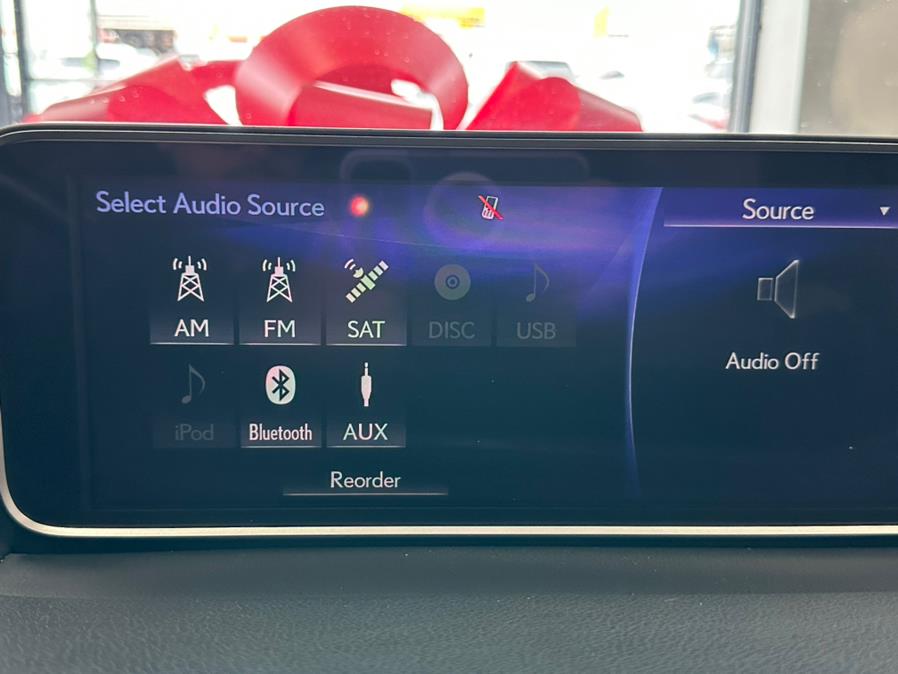 Select Audio Source
Source
AM FM SAT DISC USB
Audio Off
iPod Bluetooth AUX
Reorder